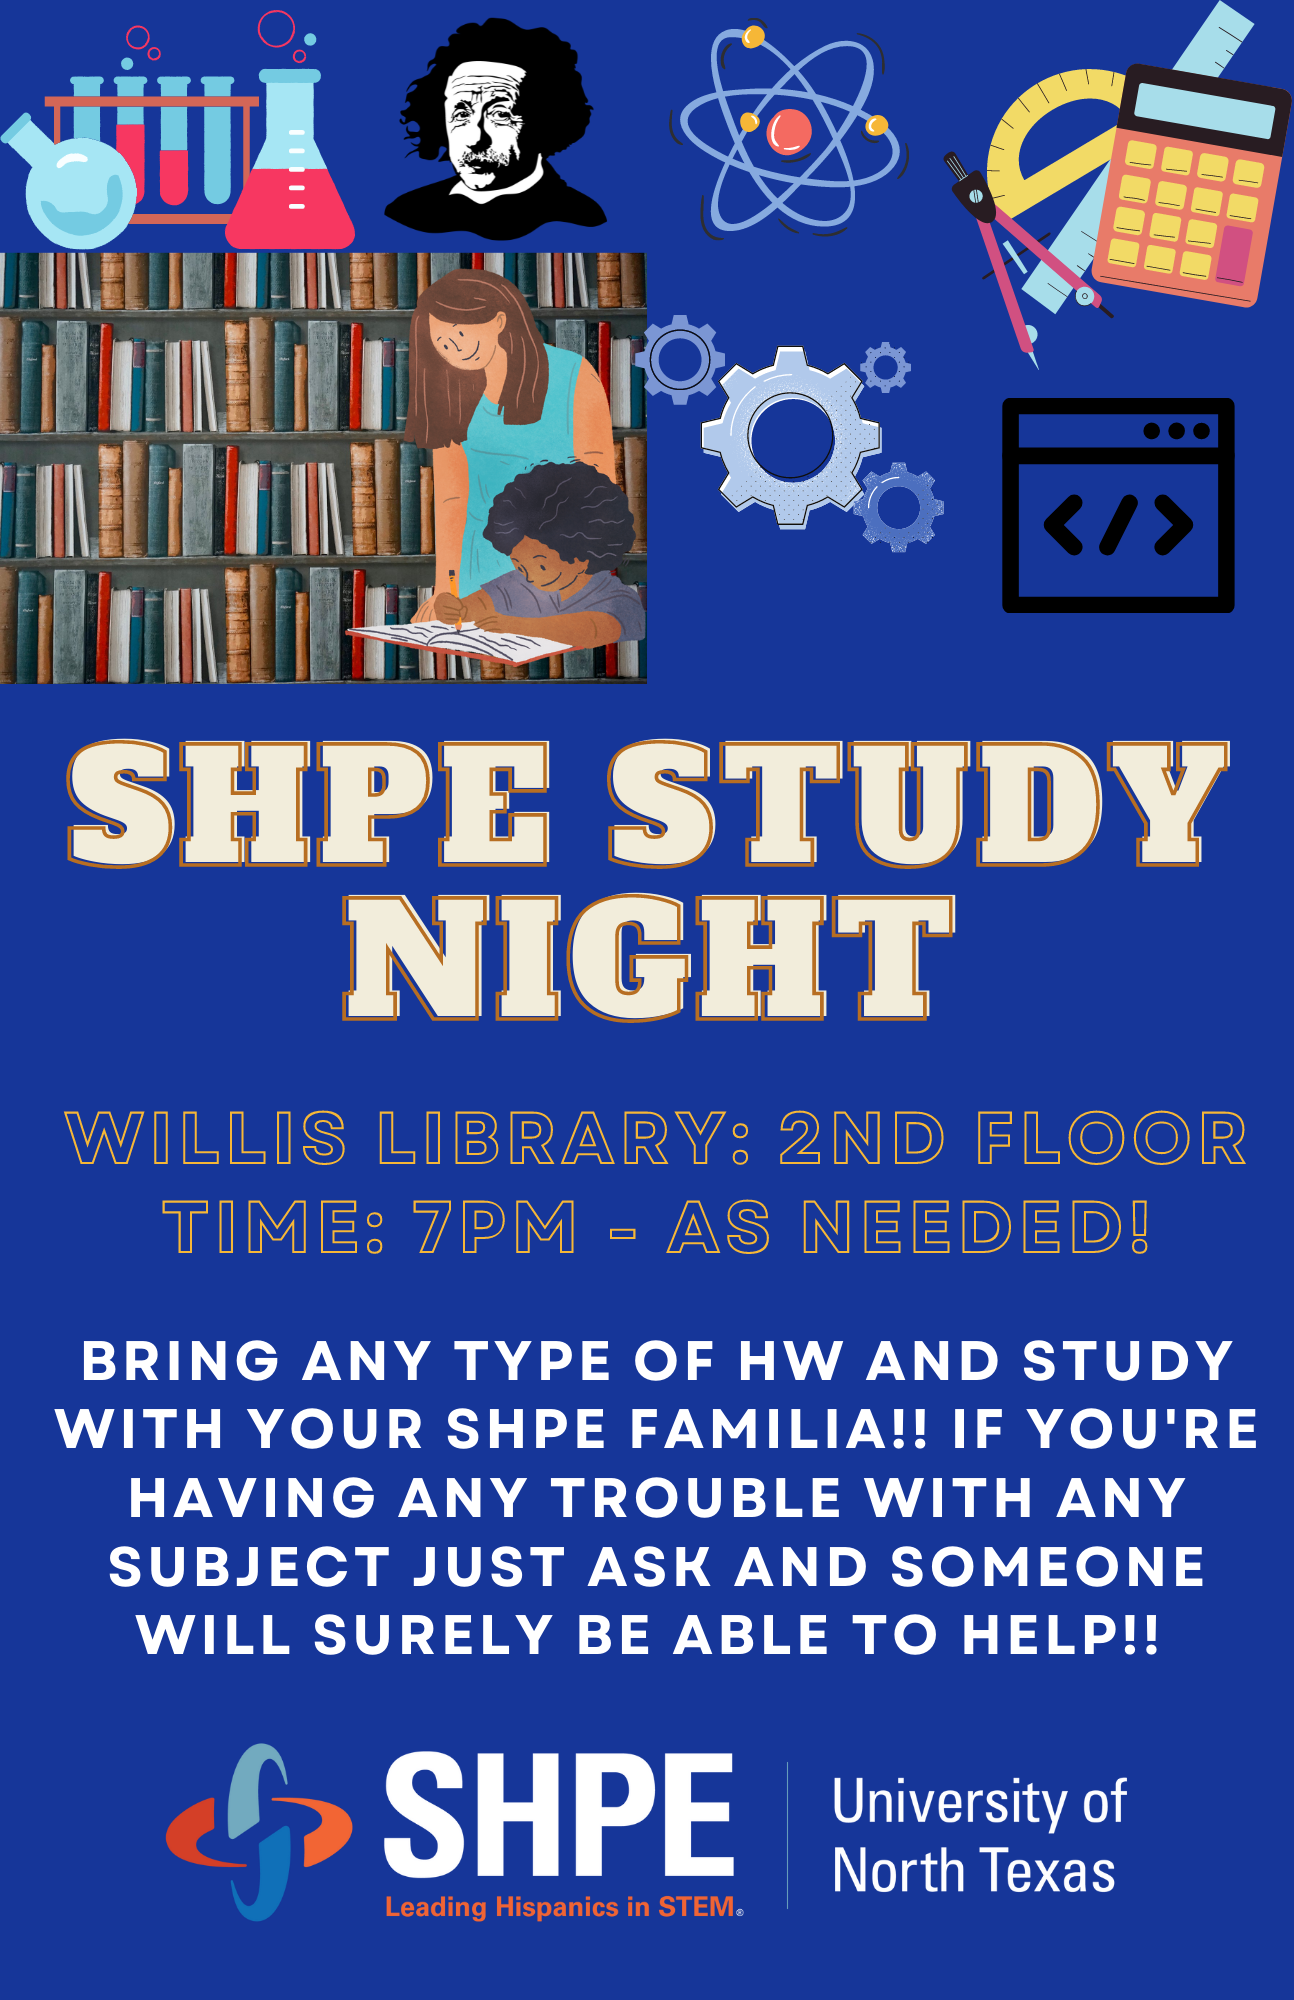 </>
SHPE STUDY
NIGHT
WILLIS LIBRARY: 2ND FLOOR
TIME: 7PM - AS NEEDED!
BRING ANY TYPE OF HW AND STUDY
WITH YOUR SHPE FAMILIA!! IF YOU'RE
HAVING ANY TROUBLE WITH ANY
SUBJECT JUST ASK AND SOMEONE
WILL SURELY BE ABLE TO HELP!!
SHPE
Leading Hispanics in STEM®
University of
North Texas